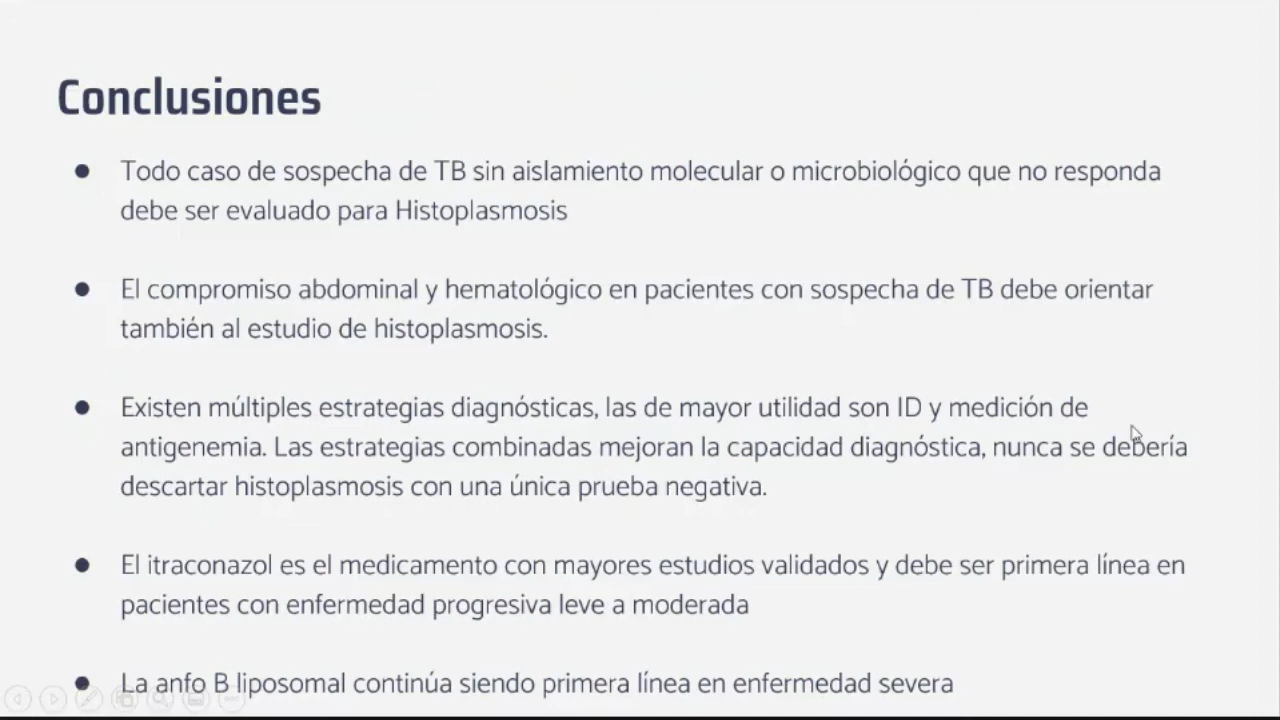 Conclusiones
● Todo caso de sospecha de TB sin aislamiento molecular o microbiológico que no responda
debe ser evaluado para Histoplasmosis
● El compromiso abdominal y hematológico en pacientes con sospecha de TB debe orientar
también al estudio de histoplasmosis.
● Existen múltiples estrategias diagnósticas, las de mayor utilidad son ID y medición de
antigenemia. Las estrategias combinadas mejoran la capacidad diagnóstica, nunca se debería
descartar histoplasmosis con una única prueba negativa.
● El itraconazol es el medicamento con mayores estudios validados y debe ser primera línea en
pacientes con enfermedad progresiva leve a moderada
● La anfo B liposomal continúa siendo primera línea en enfermedad severa